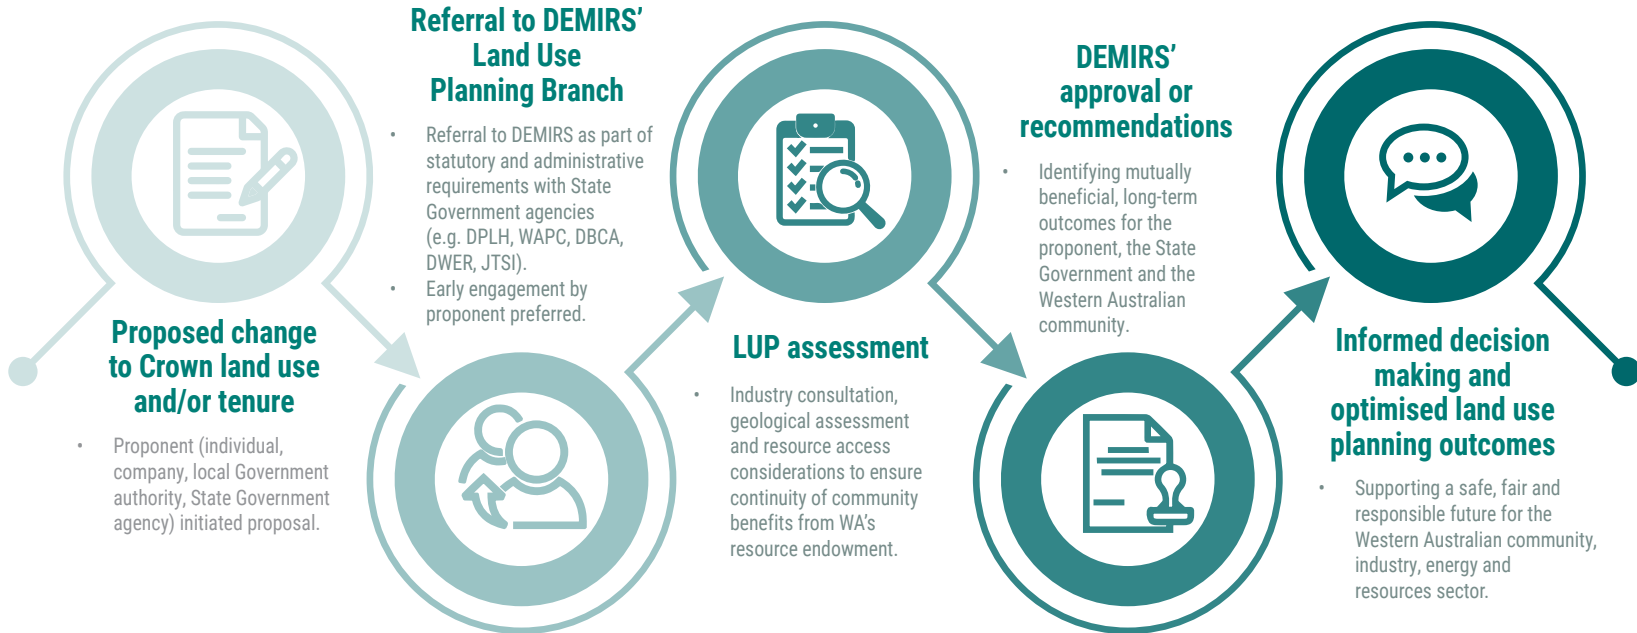 Proposed change
to Crown land use
and/or tenure
• Proponent (individual,
company, local Government
authority, State Government
agency) initiated proposal.
Referral to DEMIRS’
Land Use
Planning Branch
• Referral to DEMIRS as part of
statutory and administrative
requirements with State
Government agencies
(e.g. DPLH, WAPC, DBCA,
DWER, JTSI).
• Early engagement by
proponent preferred.
LUP assessment
• Industry consultation,
geological assessment
and resource access
considerations to ensure
continuity of community
benefits from WA’s
resource endowment.
DEMIRS’
approval or
recommendations
• Identifying mutually
beneficial, long-term
outcomes for the
proponent, the State
Government and the
Western Australian
community.
Informed decision
making and
optimised land use
planning outcomes
• Supporting a safe, fair and
responsible future for the
Western Australian community,
industry, energy and
resources sector.